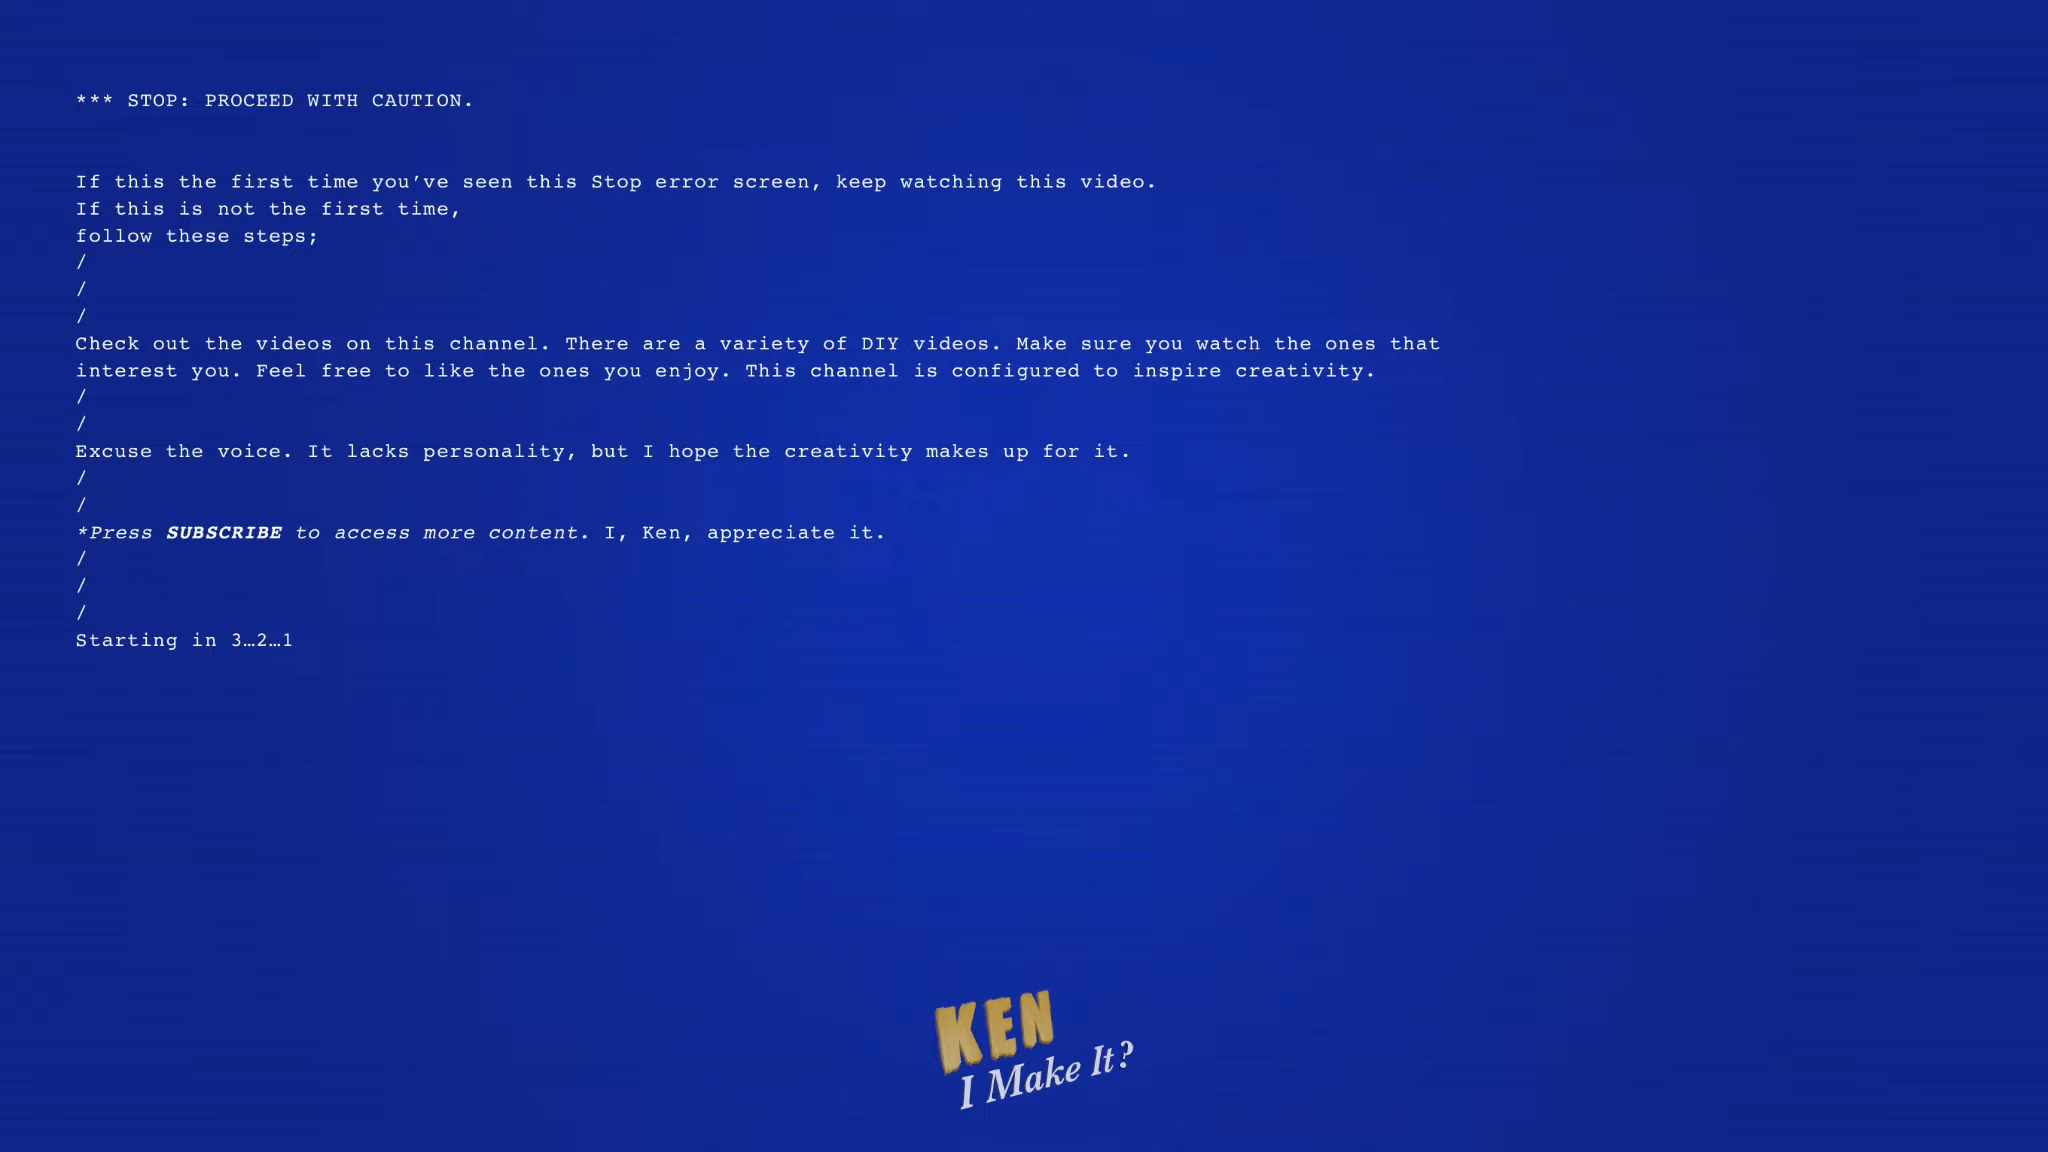 *** STOP: PROCEED WITH CAUTION.
If this the first time you’ve seen this Stop error screen, keep watching this video.
If this is not the first time,
follow these steps;
/
/
/
Check out the videos on this channel. There are a variety of DIY videos. Make sure you watch the ones that
interest you. Feel free to like the ones you enjoy. This channel is configured to inspire creativity.
/
/
Excuse the voice. It lacks personality, but I hope the creativity makes up for it.
/
/
*Press SUBSCRIBE to access more content. I, Ken, appreciate it.
/
/
/
Starting in 3…2…1
KEN
I Make It?